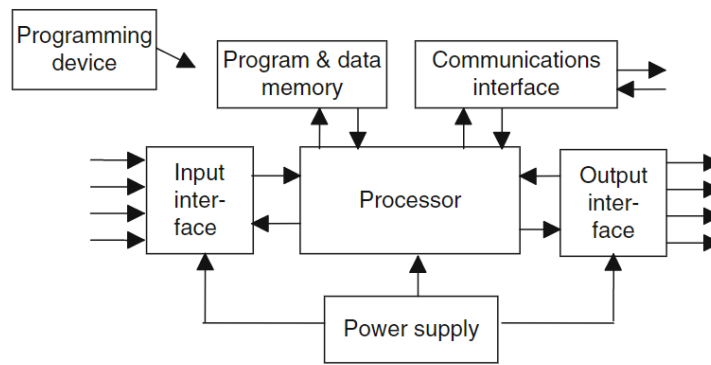 Programming
device
Program & data
memory
Communications
interface
Input
inter-
face
Processor
Output
inter-
face
Power supply